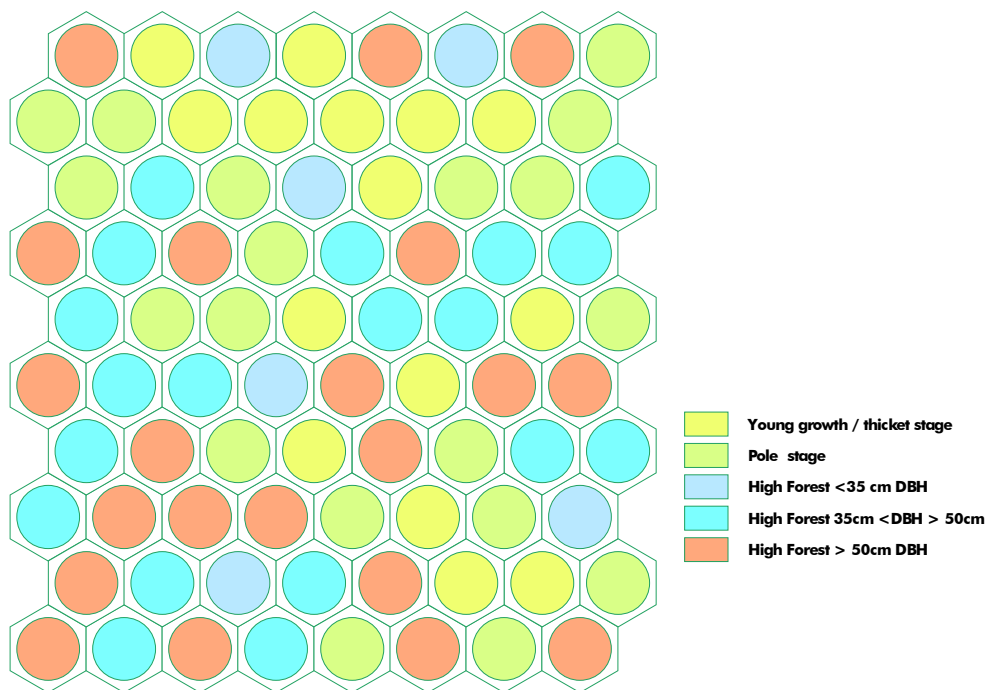 Young growth / thicket stage
Pole stage
High Forest <35 cm DBH
High Forest 35cm <DBH > 50cm
High Forest > 50cm DBH